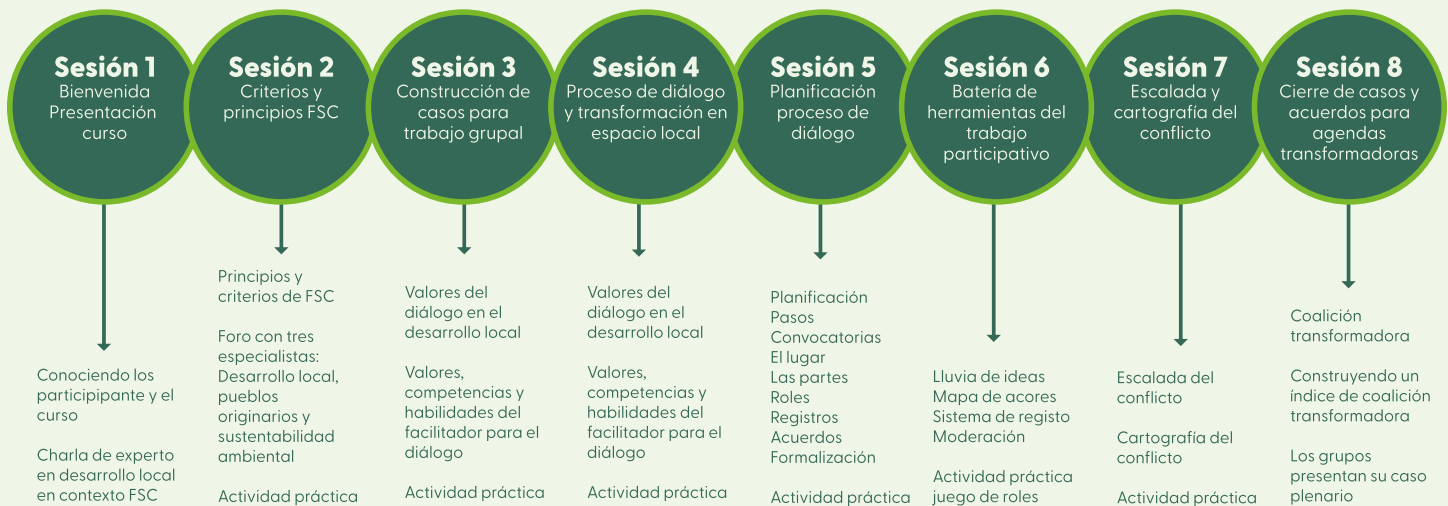 Sesión 1
Bienvenida
Presentación
curso
Sesión 2
Criterios y
principios FSC
Sesión 3
Construcción de
casos para
trabajo grupal
Sesión 4
Proceso de diálogo
y transformación en
espacio local
Sesión 5
Planificación
proceso de
diálogo
Sesión 6
Batería de
herramientas del
trabajo
participativo
Sesión 7
Escalada y
cartografía del
conflicto
Sesión 8
Cierre de casos y
acuerdos para
agendas
transformadoras
Conociendo los
participipante y el
curso
Charla de experto
en desarrollo local
en contexto FSC
Principios y
criterios de FSC
Foro con tres
especialistas:
Desarrollo local,
pueblos
originarios y
sustentabilidad
ambiental
Actividad práctica
Valores del
diálogo en el
desarrollo local
Valores,
competencias y
habilidades del
facilitador para el
diálogo
Actividad práctica
Valores del
diálogo en el
desarrollo local
Valores,
competencias y
habilidades del
facilitador para el
diálogo
Actividad práctica
Planificación
Pasos
Convocatorias
El lugar
Las partes
Roles
Registros
Acuerdos
Formalización
Actividad práctica
Lluvia de ideas
Mapa de acores
Sistema de registo
Moderación
Actividad práctica
juego de roles
Escalada del
conflicto
Cartografía del
conflicto
Actividad práctica
Coalición
transformadora
Construyendo un
índice de coalición
transformadora
Los grupos
presentan su caso
plenario